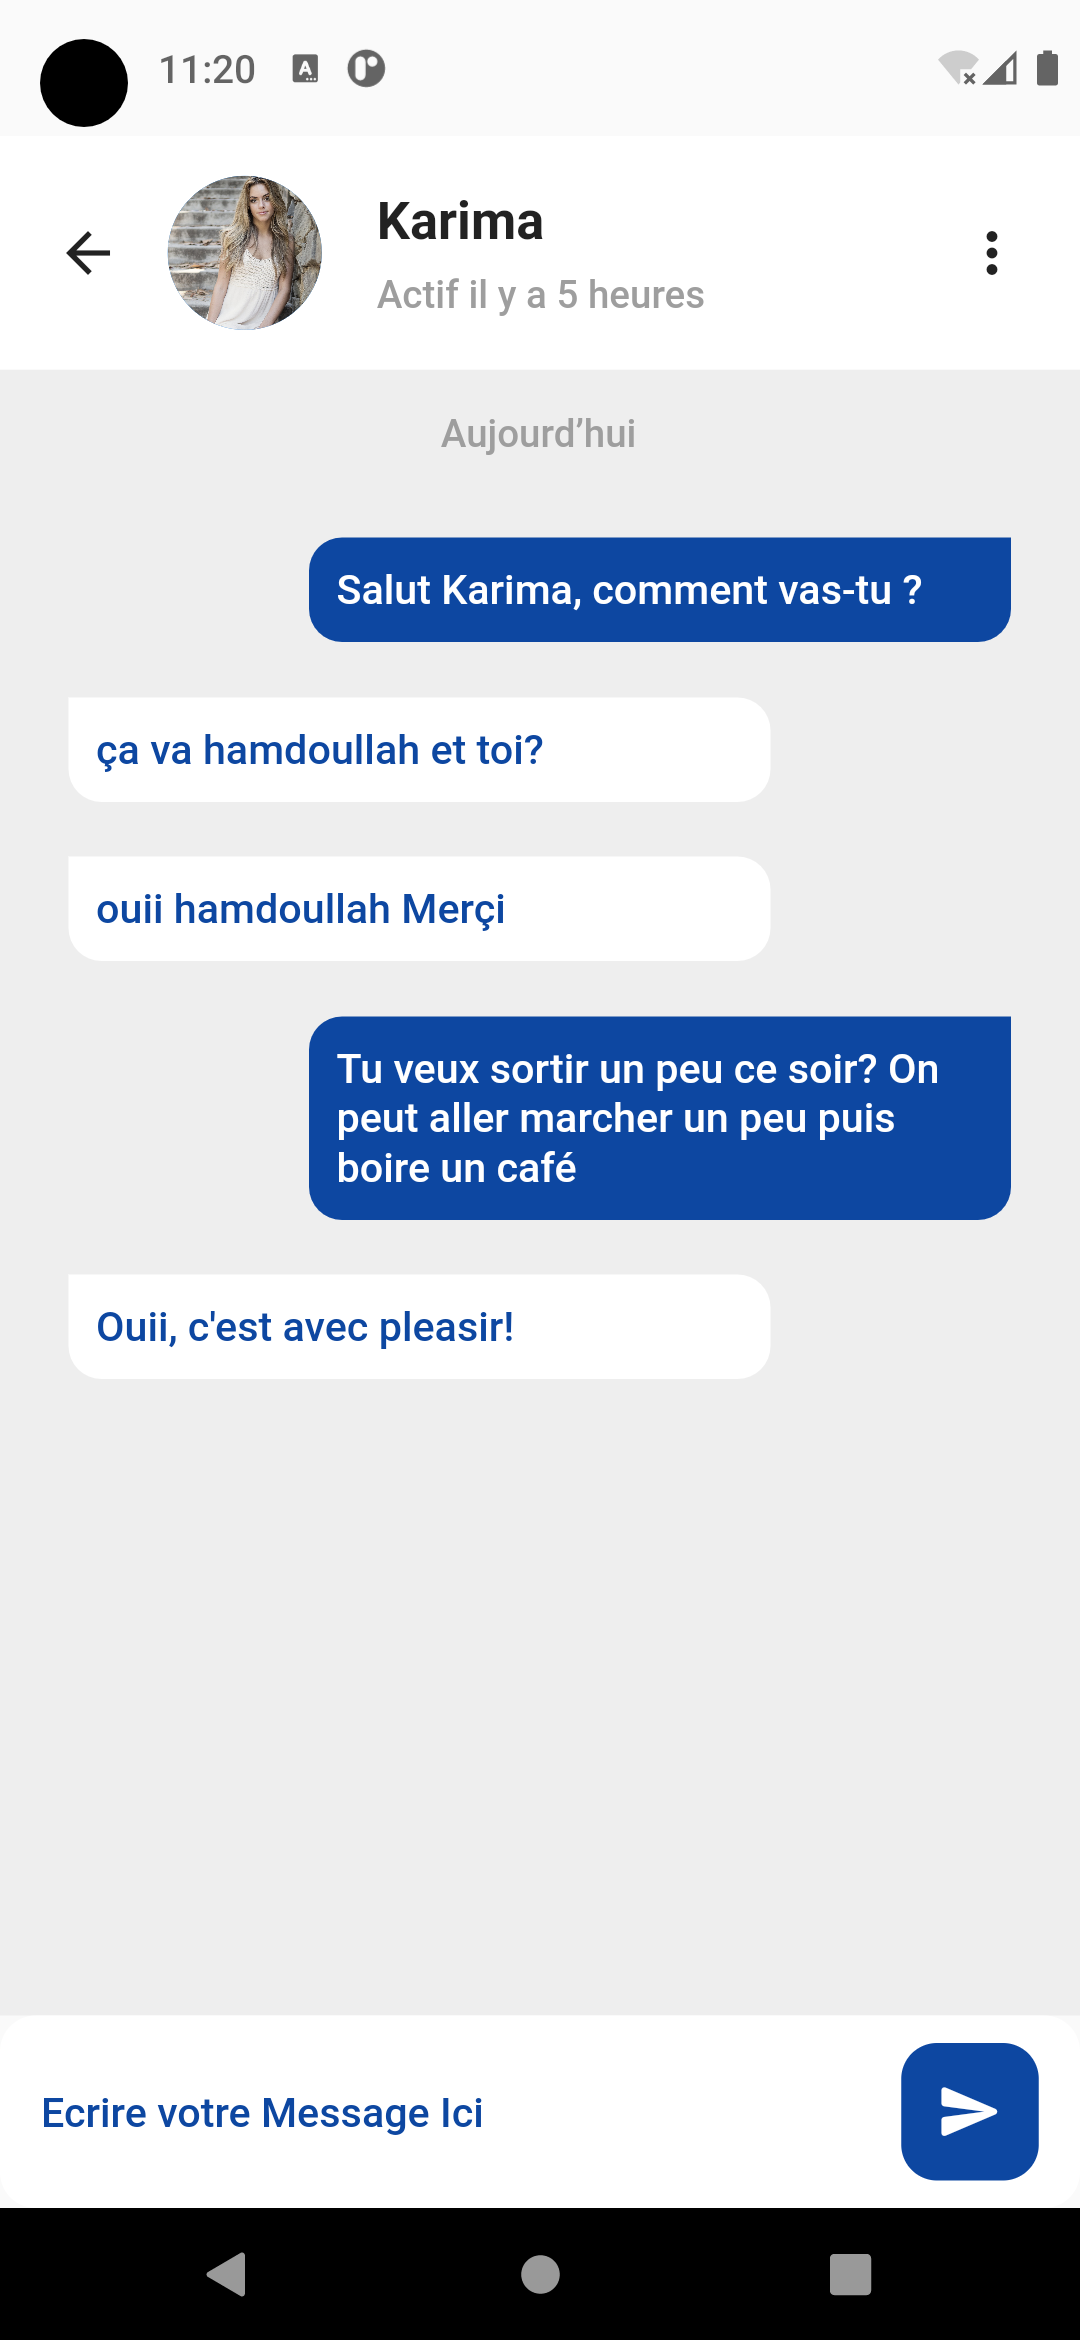 11:20
A
Karima
Actif il y a 5 heures
Aujourd’hui
Salut Karima, comment vas-tu ?
ça va hamdoullah et toi?
ouii hamdoullah Merçi
Tu veux sortir un peu ce soir? On
peut aller marcher un peu puis
boire un café
Ouii, c'est avec pleasir!
Ecrire votre Message Ici